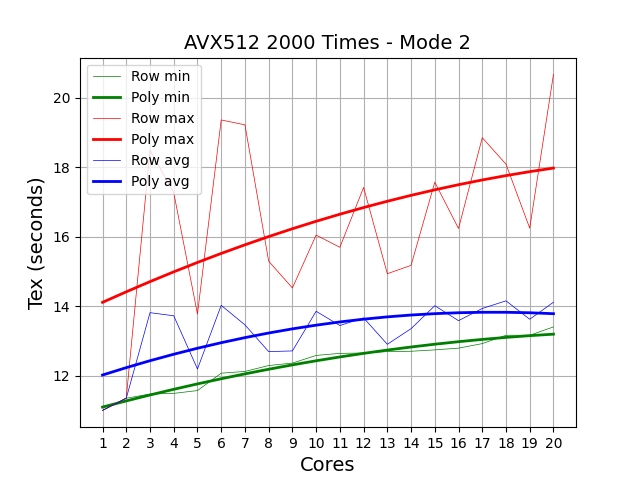 AVX512 2000 Times - Mode 2
Row min
Poly min
Row max
Poly max
Row avg
Poly avg
20
18
16
14
12
Tex (seconds)
1 2 3 4 5 6 7 8 9 10 11 12 13 14 15 16 17 18 19 20
Cores